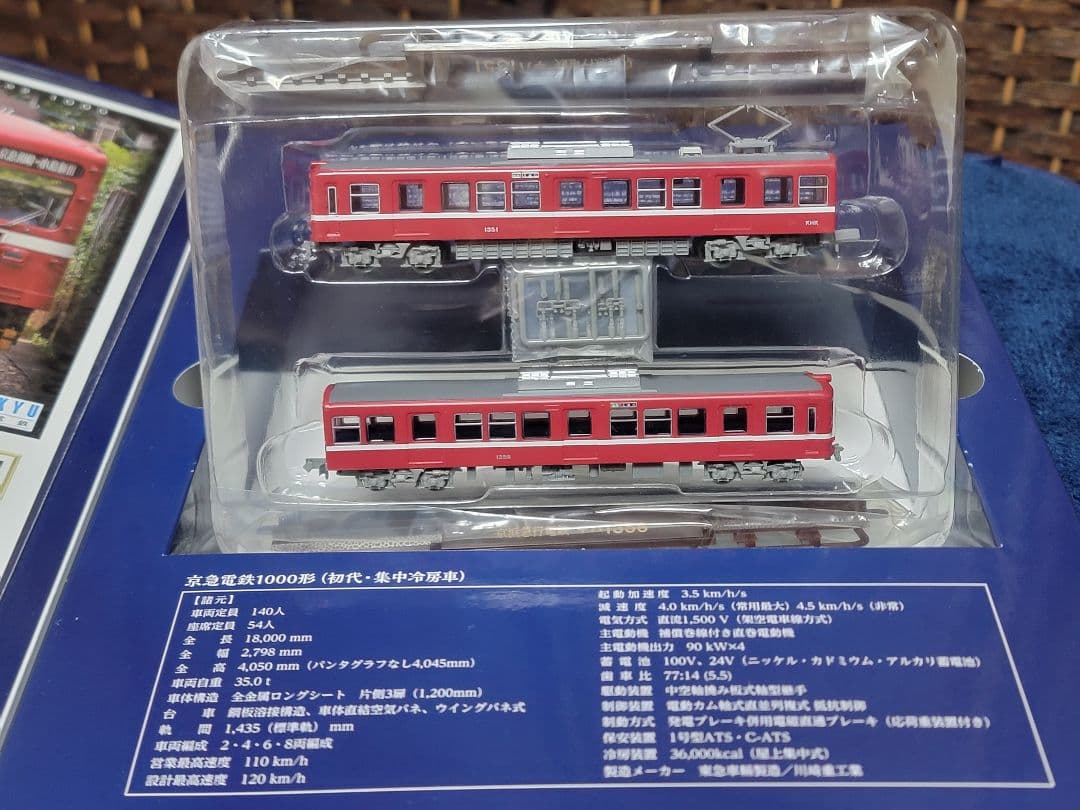 KYU
1351
KHK
1356
京急電鉄1000形（初代・集中冷房車）
【諸元】
車両定員 140人
座席定員 54人
全長 18,000 mm
全幅 2,798 mm
全高 4,050 mm（パンタグラフなし4,045mm）
車両自重 35.0 t
車体構造 全金属ロングシート 片側3扉（1,200mm）
台車 鋼板溶接構造、車体直結空気バネ、ウイングバネ式
軌間 1,435（標準軌）mm
車両編成 2・4・6・8両編成
営業最高速度 110 km/h
設計最高速度 120 km/h
起動加速度 3.5 km/h/s
減速度 4.0 km/h/s（常用最大）4.5 km/h/s（非常）
電気方式 直流1,500 V（架空電車線方式）
主電動機 補償巻線付き直巻電動機
主電動機出力 90 kW×4
蓄電池 100V、24V（ニッケル・カドミウム・アルカリ蓄電池）
歯車比 77:14 (5.5)
駆動装置 中空軸撓み板式軸型継手
制御装置 電動カム軸式直並列複式 抵抗制御
制動方式 発電ブレーキ併用電磁直通ブレーキ（応荷重装置付き）
保安装置 1号型ATS・C-ATS
冷房装置 36,000kcal（屋上集中式）
製造メーカー 東急車輛製造／川崎重工業